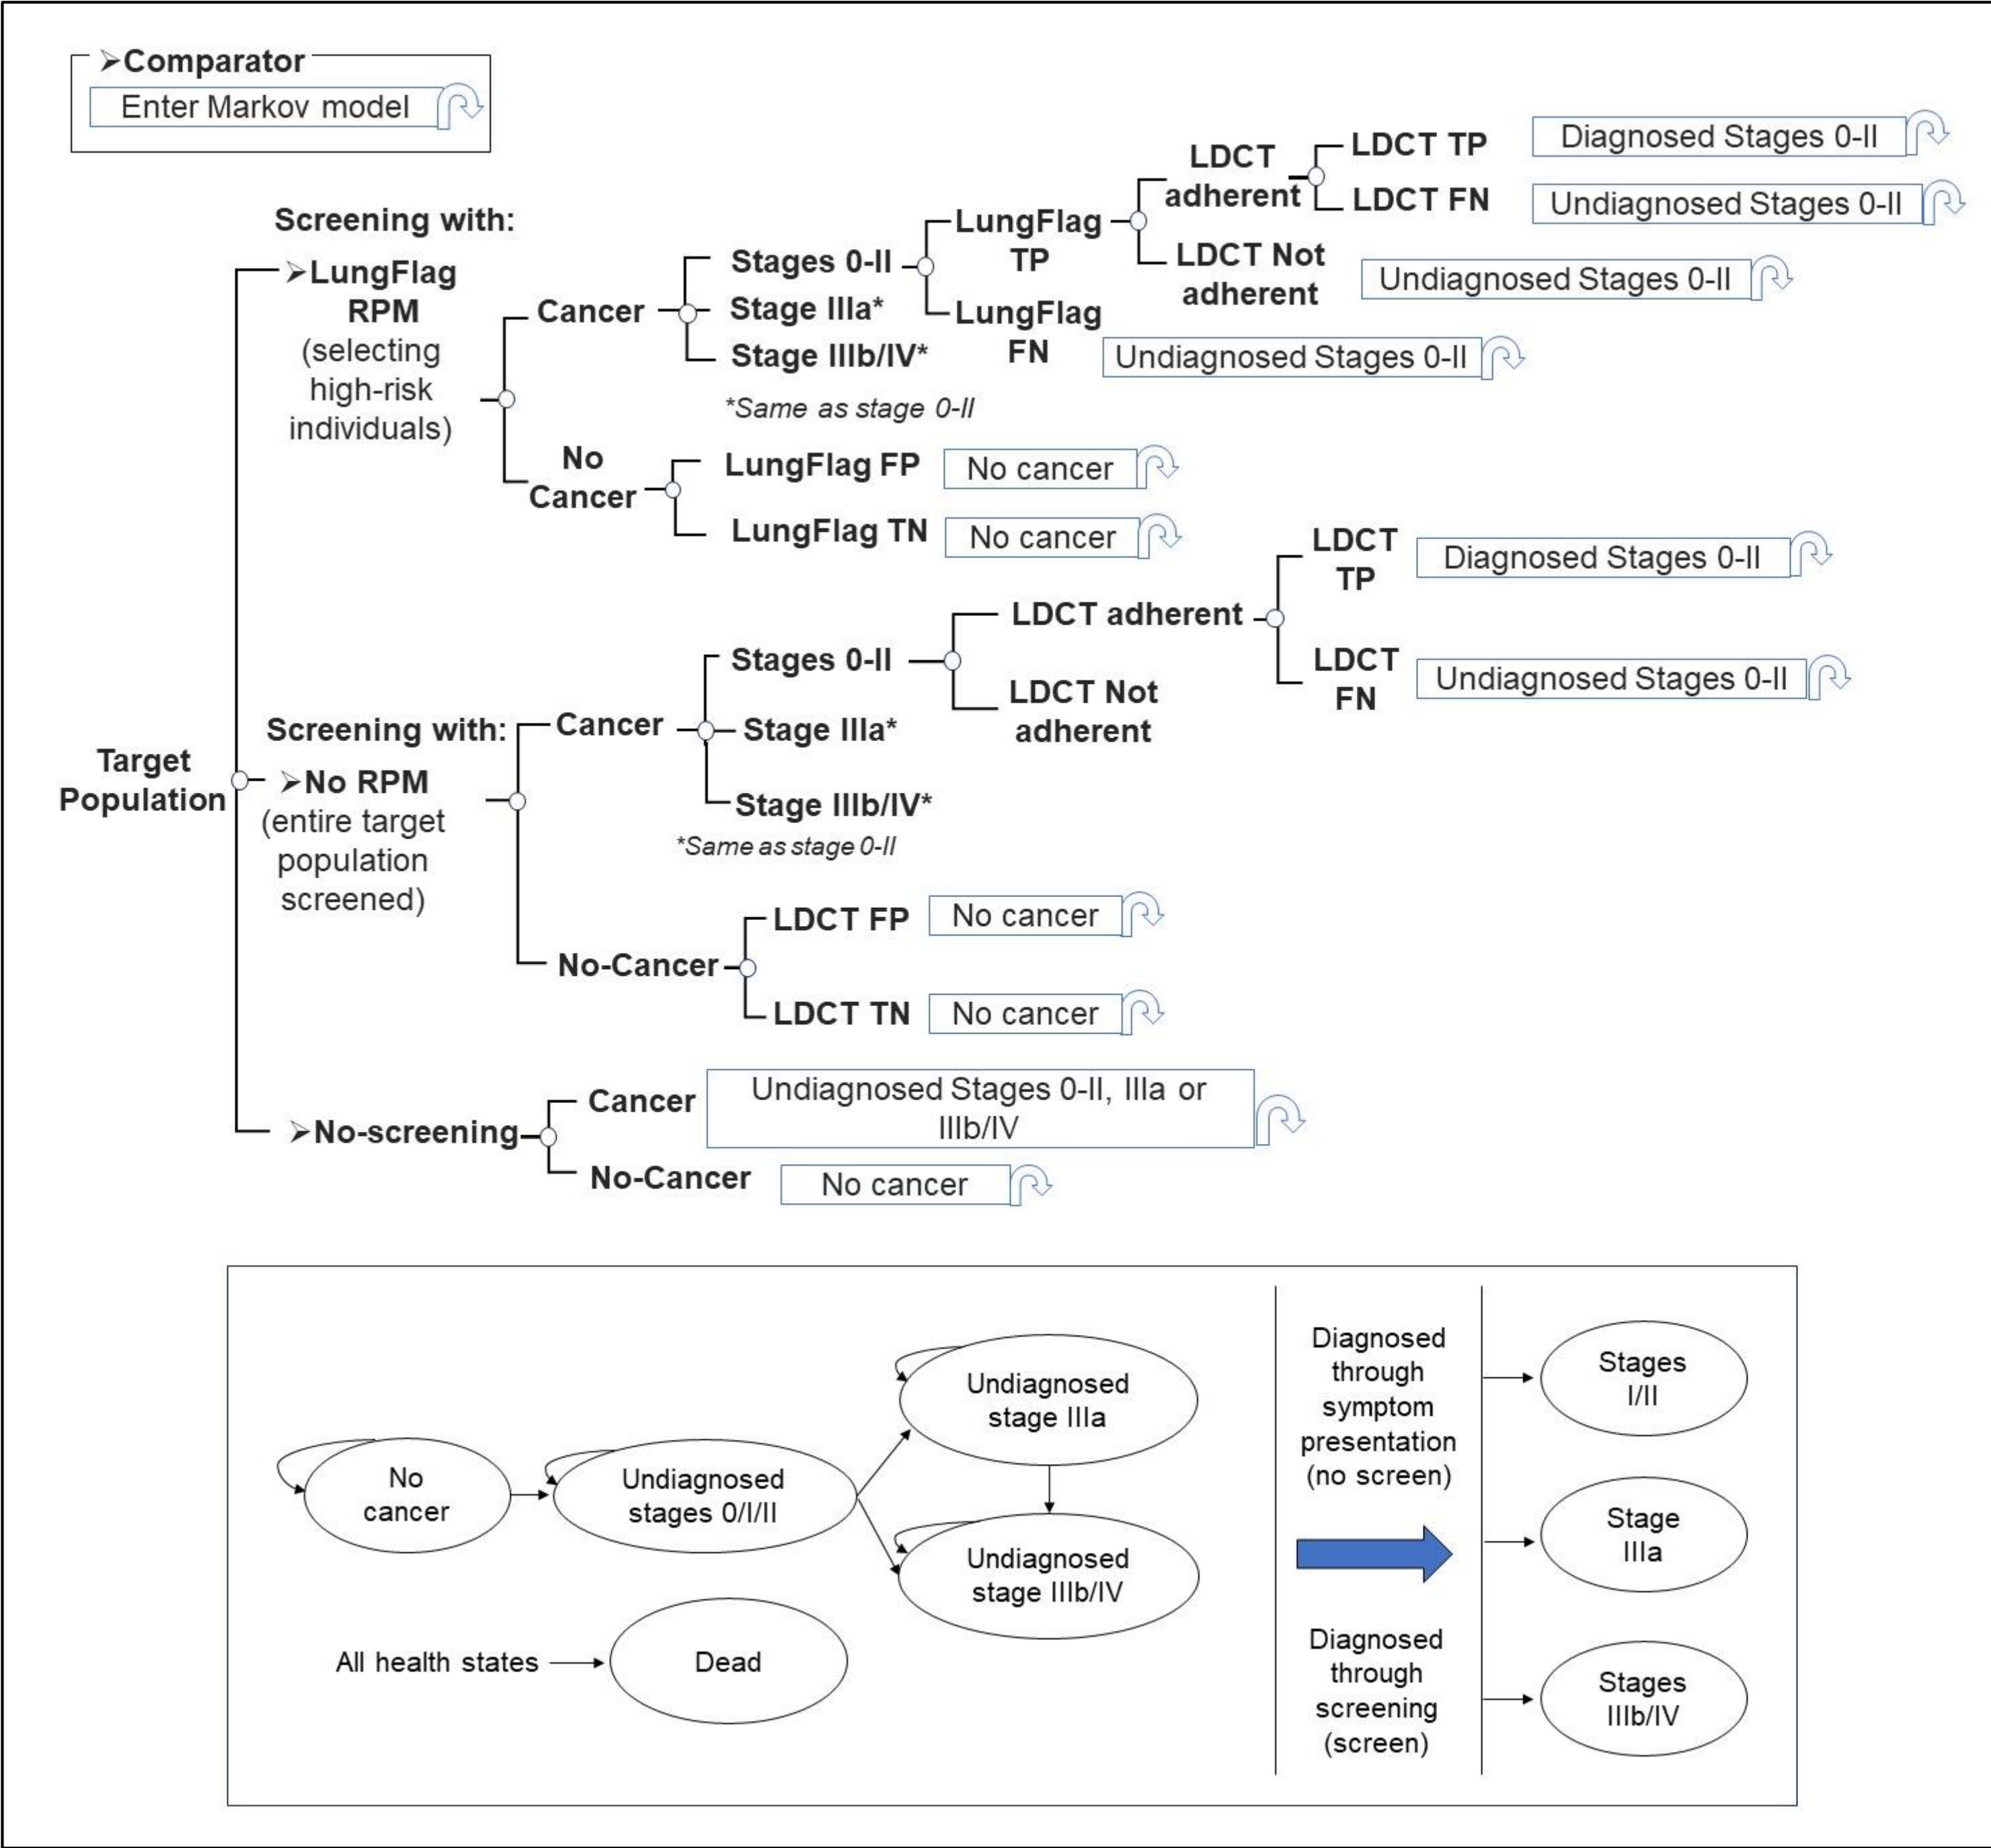 ➢Comparator
Enter Markov model
Screening with:
➢LungFlag
RPM
(selecting
high-risk
individuals)
Cancer
Stages 0-II
Stage IIIa*
Stage IIIb/IV*
*Same as stage 0-II
LungFlag
TP
LungFlag
FN
Undiagnosed Stages 0-II
LDCT
adherent
LDCT Not
adherent
Undiagnosed Stages 0-II
LDCT TP
Diagnosed Stages 0-II
LDCT FN
Undiagnosed Stages 0-II
No
Cancer
LungFlag FP
No cancer
LungFlag TN
No cancer
Target
Population
Screening with:
➢No RPM
(entire target
population
screened)
Cancer
Stages 0-II
Stage IIIa*
Stage IIIb/IV*
*Same as stage 0-II
LDCT adherent
LDCT Not
adherent
LDCT
TP
Diagnosed Stages 0-II
LDCT
FN
Undiagnosed Stages 0-II
No-Cancer
LDCT FP
No cancer
LDCT TN
No cancer
➢No-screening
Cancer
Undiagnosed Stages 0-II, IIIa or
IIIb/IV
No-Cancer
No cancer
No
cancer
Undiagnosed
stages 0/I/II
Undiagnosed
stage IIIa
Undiagnosed
stage IIIb/IV
All health states
Dead
Diagnosed
through
symptom
presentation
(no screen)
Diagnosed
through
screening
(screen)
Stages
I/II
Stage
IIIa
Stages
IIIb/IV